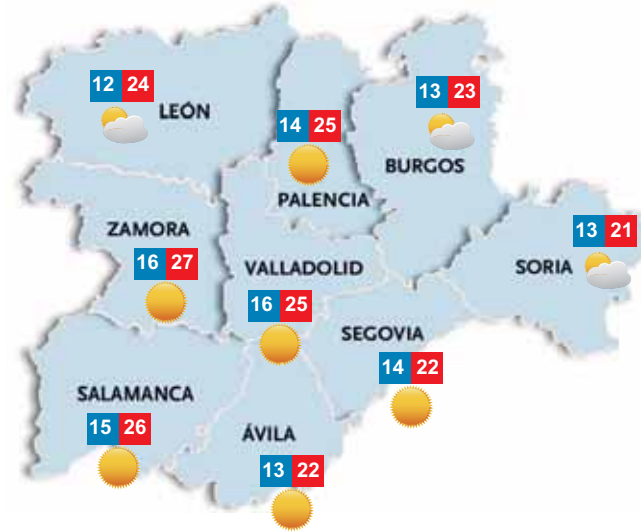 12 24
LEÓN
13 23
BURGOS
14 25
PALENCIA
ZAMORA
16 27
VALLADOLID
16 25
13 21
SORIA
SEGOVIA
14 22
SALAMANCA
15 26
ÁVILA
13 22